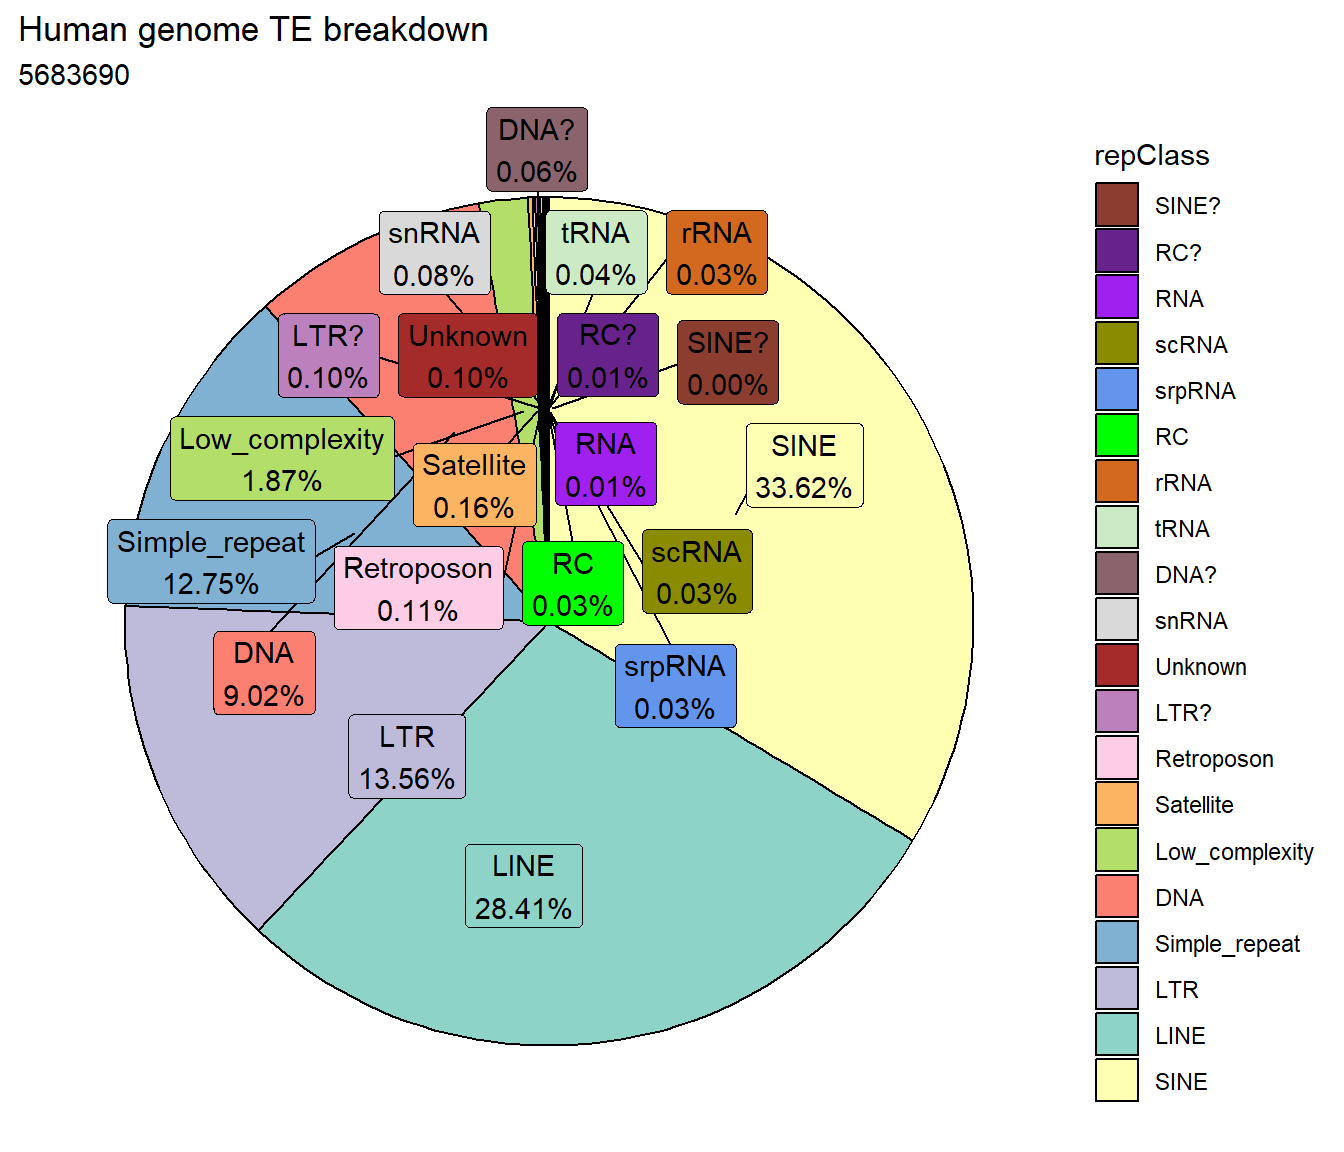 Human genome TE breakdown
5683690
DNA?
0.06%
snRNA
0.08%
tRNA
0.04%
rRNA
0.03%
LTR?
0.10%
Unknown
0.10%
RC?
0.01%
SINE?
0.00%
Low_complexity
1.87%
Satellite
0.16%
RNA
0.01%
SINE
33.62%
Simple_repeat
12.75%
Retroposon
0.11%
RC
0.03%
scRNA
0.03%
DNA
9.02%
srpRNA
0.03%
LTR
13.56%
LINE
28.41%
repClass
SINE?
RC?
RNA
scRNA
srpRNA
RC
rRNA
tRNA
DNA?
snRNA
Unknown
LTR?
Retroposon
Satellite
Low_complexity
DNA
Simple_repeat
LTR
LINE
SINE